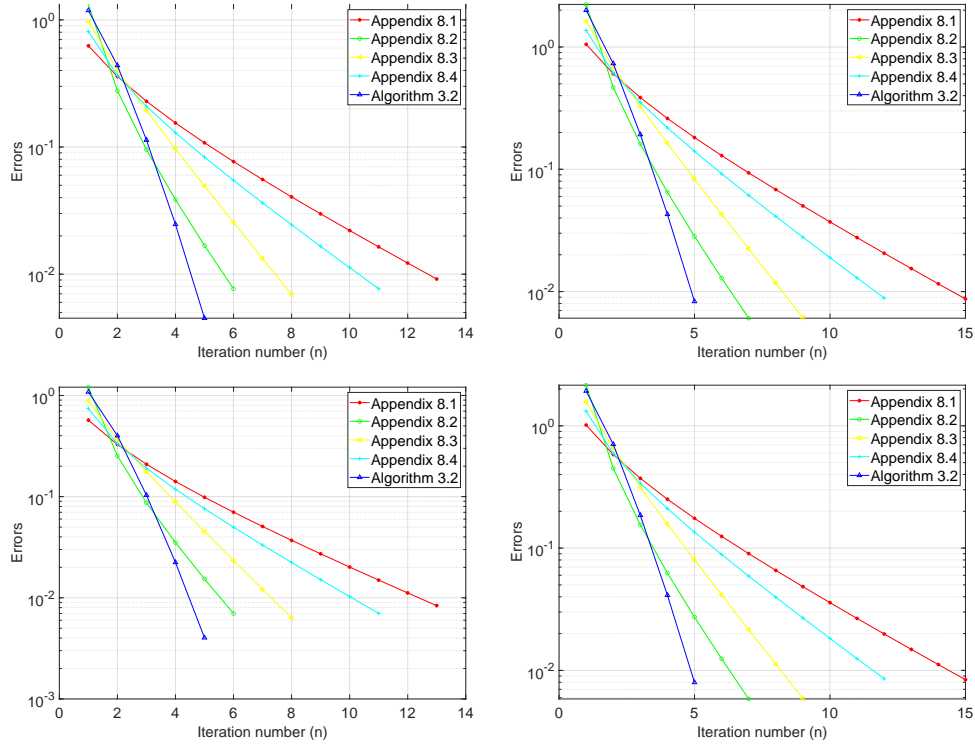 10^0
10^-1
10^-2
Errors
0 2 4 6 8 10 12 14
Iteration number (n)
Appendix 8.1
Appendix 8.2
Appendix 8.3
Appendix 8.4
Algorithm 3.2
10^0
10^-1
10^-2
Errors
0 5 10 15
Iteration number (n)
Appendix 8.1
Appendix 8.2
Appendix 8.3
Appendix 8.4
Algorithm 3.2
10^0
10^-1
10^-2
10^-3
Errors
0 2 4 6 8 10 12 14
Iteration number (n)
Appendix 8.1
Appendix 8.2
Appendix 8.3
Appendix 8.4
Algorithm 3.2
10^0
10^-1
10^-2
Errors
0 5 10 15
Iteration number (n)
Appendix 8.1
Appendix 8.2
Appendix 8.3
Appendix 8.4
Algorithm 3.2